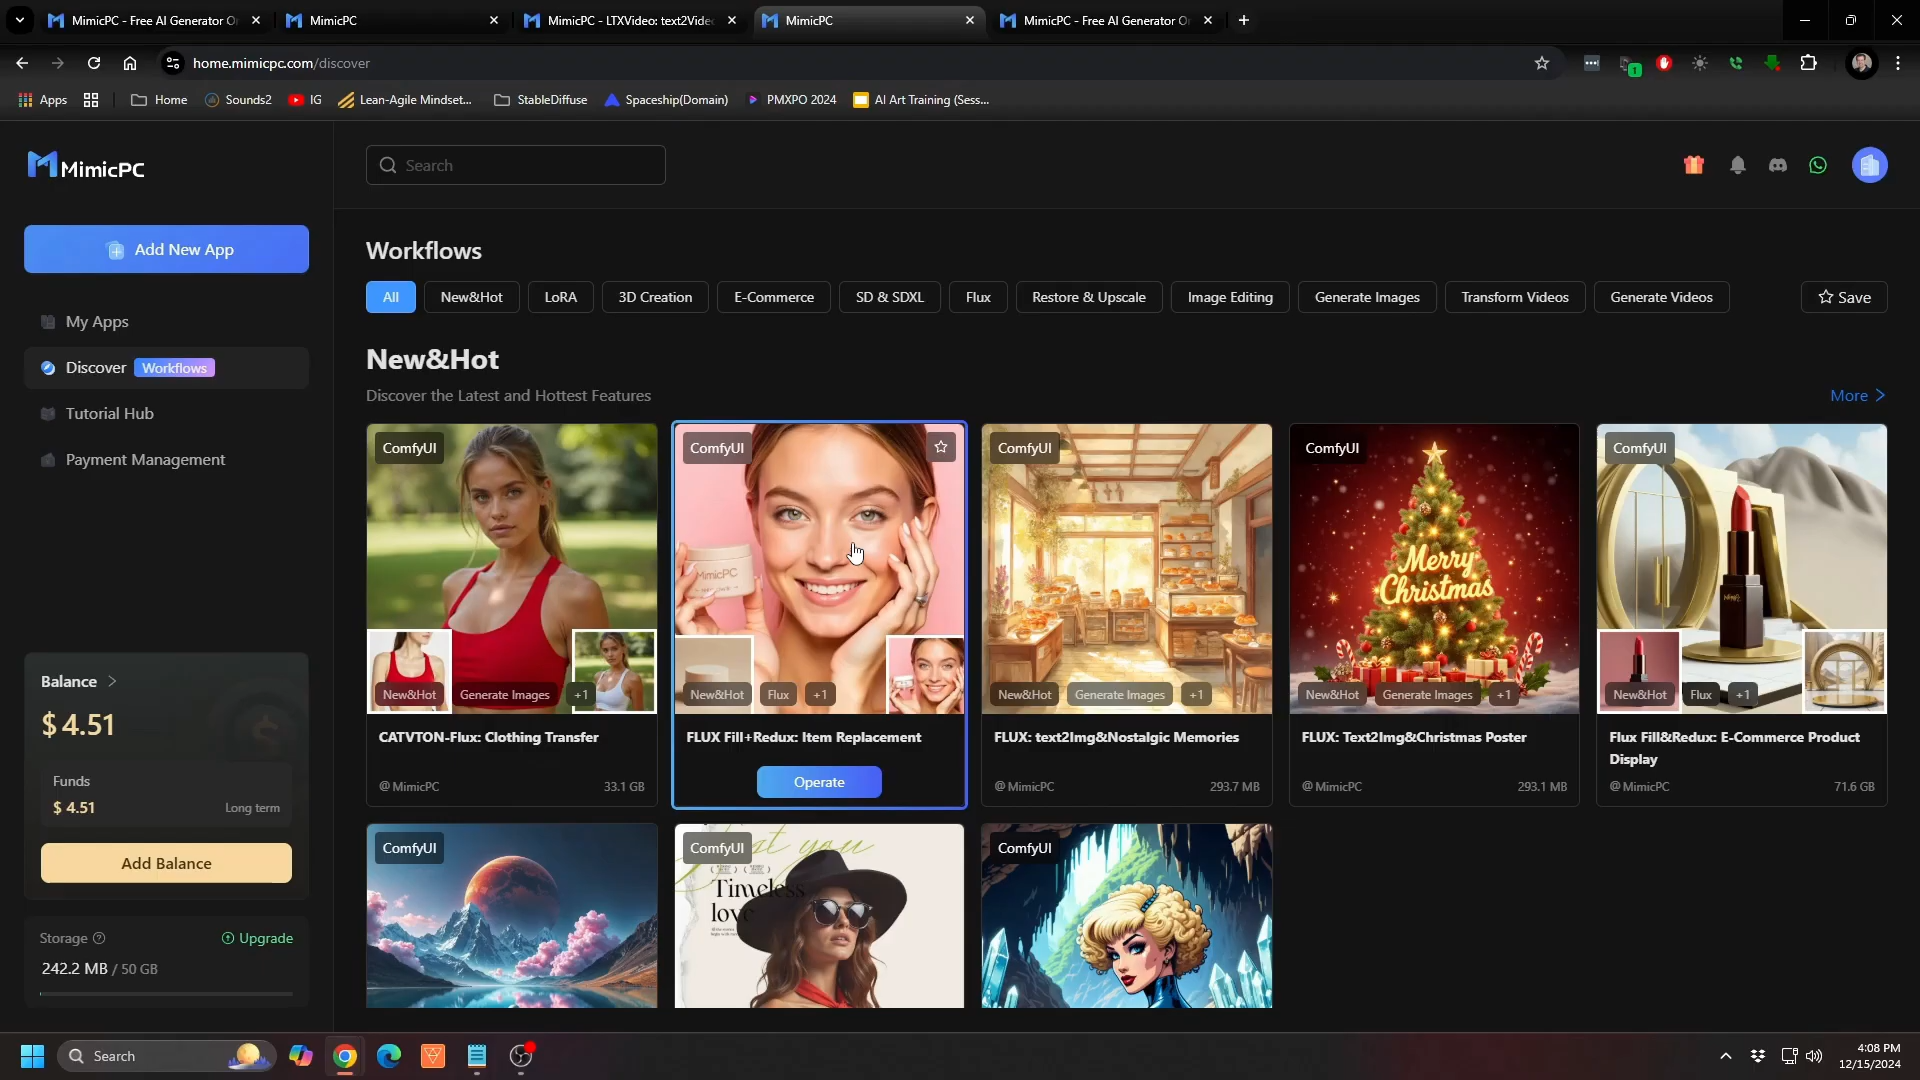 MimicPC - Free AI Generator O
MimicPC
MimicPC - LTXVideo: text2Vide
MimicPC
MimicPC - Free AI Generator O
home.mimicpc.com/discover
1
Apps
Home
Sounds2
IG
Lean-Agile Mindset...
StableDiffuse
Spaceship(Domain)
PMXPO 2024
AI Art Training (Sess...
MimicPC
Search
Add New App
Workflows
All
New&Hot
LoRA
3D Creation
E-Commerce
SD & SDXL
Flux
Restore & Upscale
Image Editing
Generate Images
Transform Videos
Generate Videos
Save
My Apps
Discover
Workflows
Tutorial Hub
Payment Management
New&Hot
Discover the Latest and Hottest Features
More
ComfyUI
New&Hot
Generate Images
+1
CATVTON-Flux: Clothing Transfer
@MimicPC
33.1 GB
ComfyUI
MimicPC
New&Hot
Flux
+1
FLUX Fill+Redux: Item Replacement
Operate
ComfyUI
New&Hot
Generate Images
+1
FLUX: text2Img&Nostalgic Memories
@MimicPC
293.7 MB
ComfyUI
Merry
Christmas
New&Hot
Generate Images
+1
FLUX: Text2Img&Christmas Poster
@MimicPC
293.1 MB
ComfyUI
New&Hot
Flux
+1
Flux Fill&Redux: E-Commerce Product
Display
@MimicPC
71.6 GB
ComfyUI
ComfyUI
you
Timeless
love
ComfyUI
Balance
$ 4.51
Funds
$ 4.51
Long term
Add Balance
Storage
Upgrade
242.2 MB / 50 GB
Search
4:08 PM
12/15/2024